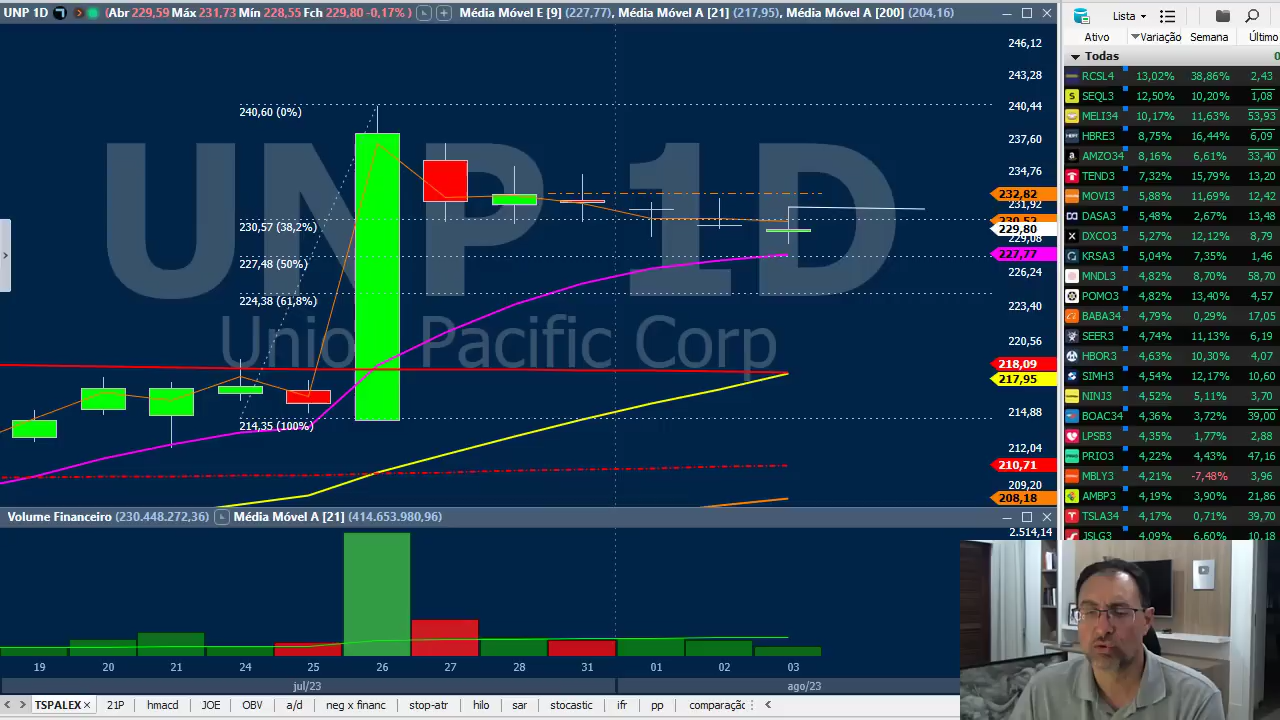 UNP 1D (Abr 229,59 Máx 231,73 Mín 228,55 Fch 229,80 -0,17% ) Média Móvel E [9] (227,77), Média Móvel A [21] (217,95), Média Móvel A [200] (204,16)
UNP 1D
Union Pacific Corp
240,60 (0%)
230,57 (38,2%)
227,48 (50%)
224,38 (61,8%)
214,35 (100%)
246,12
243,28
240,44
237,60
234,76
232,82
231,92
229,80
229,08
227,77
226,24
223,40
220,56
218,09
217,95
214,88
212,04
210,71
209,20
208,18
Volume Financeiro (230.448.272,36) Média Móvel A [21] (414.653.980,96)
2.514,14
19 20 21 24 25 26 27 28 31 01 02 03
jul/23 ago/23
TSPALEX 21P hmacd JOE OBV a/d neg x financ stop-atr hilo sar stocastic ifr pp comparação
Lista
Ativo Variação Semana Último
Todas 0
RCSL4 13,02% 38,86% 2,43
SEQL3 12,50% 10,20% 1,08
MELI34 10,17% 11,63% 53,93
HBRE3 8,75% 16,44% 6,09
AMZO34 8,16% 6,61% 33,40
TEND3 7,32% 15,79% 13,20
MOVI3 5,88% 11,69% 12,42
DASA3 5,48% 2,67% 13,48
DXCO3 5,27% 12,12% 8,79
KRSA3 5,04% 7,35% 1,46
MNDL3 4,82% 8,70% 58,70
POMO3 4,82% 13,40% 4,57
BABA34 4,79% 0,29% 17,05
SEER3 4,74% 11,13% 6,19
HBOR3 4,63% 10,30% 4,07
SIMH3 4,54% 12,17% 10,60
NINJ3 4,52% 5,11% 3,70
BOAC34 4,36% 3,72% 39,00
LPSB3 4,35% 1,77% 2,88
PRIO3 4,22% 4,43% 47,16
MBLY3 4,21% -7,48% 3,96
AMBP3 4,19% 3,90% 21,86
TSLA34 4,17% 0,71% 39,70
JSLG3 4,09% 6,60% 10,18